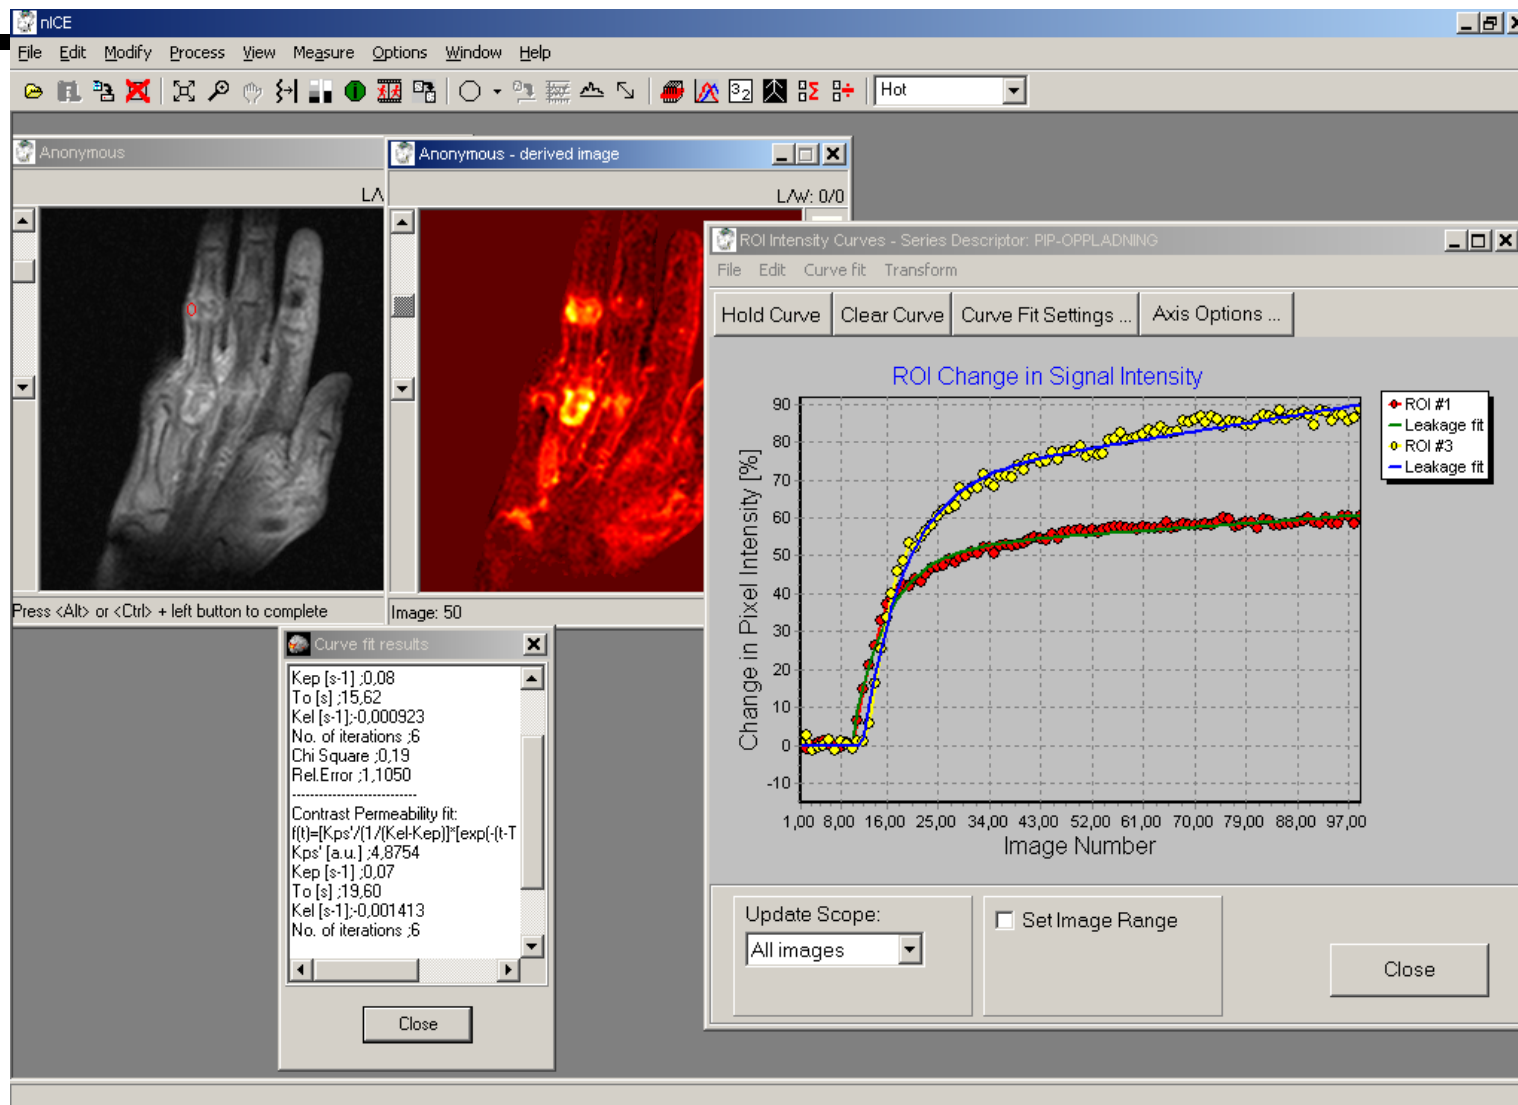 nICE
File Edit Modify Process View Measure Options Window Help
Hot
Anonymous
Anonymous - derived image
L/W: 0/0
ROI Intensity Curves - Series Descriptor: PIP-OPPLADNING
File Edit Curve fit Transform
Hold Curve Clear Curve Curve Fit Settings ... Axis Options ...
ROI Change in Signal Intensity
Change in Pixel Intensity [%]
90
80
70
60
50
40
30
20
10
0
-10
1,00 8,00 16,00 25,00 34,00 43,00 52,00 61,00 70,00 79,00 88,00 97,00
Image Number
ROI #1
Leakage fit
ROI #3
Leakage fit
Press <Alt> or <Ctrl> + left button to complete
Image: 50
Curve fit results
Kep [s-1] ;0,08
To [s] ;15,62
Kel [s-1];-0,000923
No. of iterations ;6
Chi Square ;0,19
Rel.Error ;1,1050
---------------------------
Contrast Permeability fit:
f(t)=[Kps'/(1/(Kel-Kep)]*[exp(-(t-T
Kps' [a.u.] ;4,8754
Kep [s-1] ;0,07
To [s] ;19,60
Kel [s-1];-0,001413
No. of iterations ;6
Close
Update Scope:
All images
Set Image Range
Close